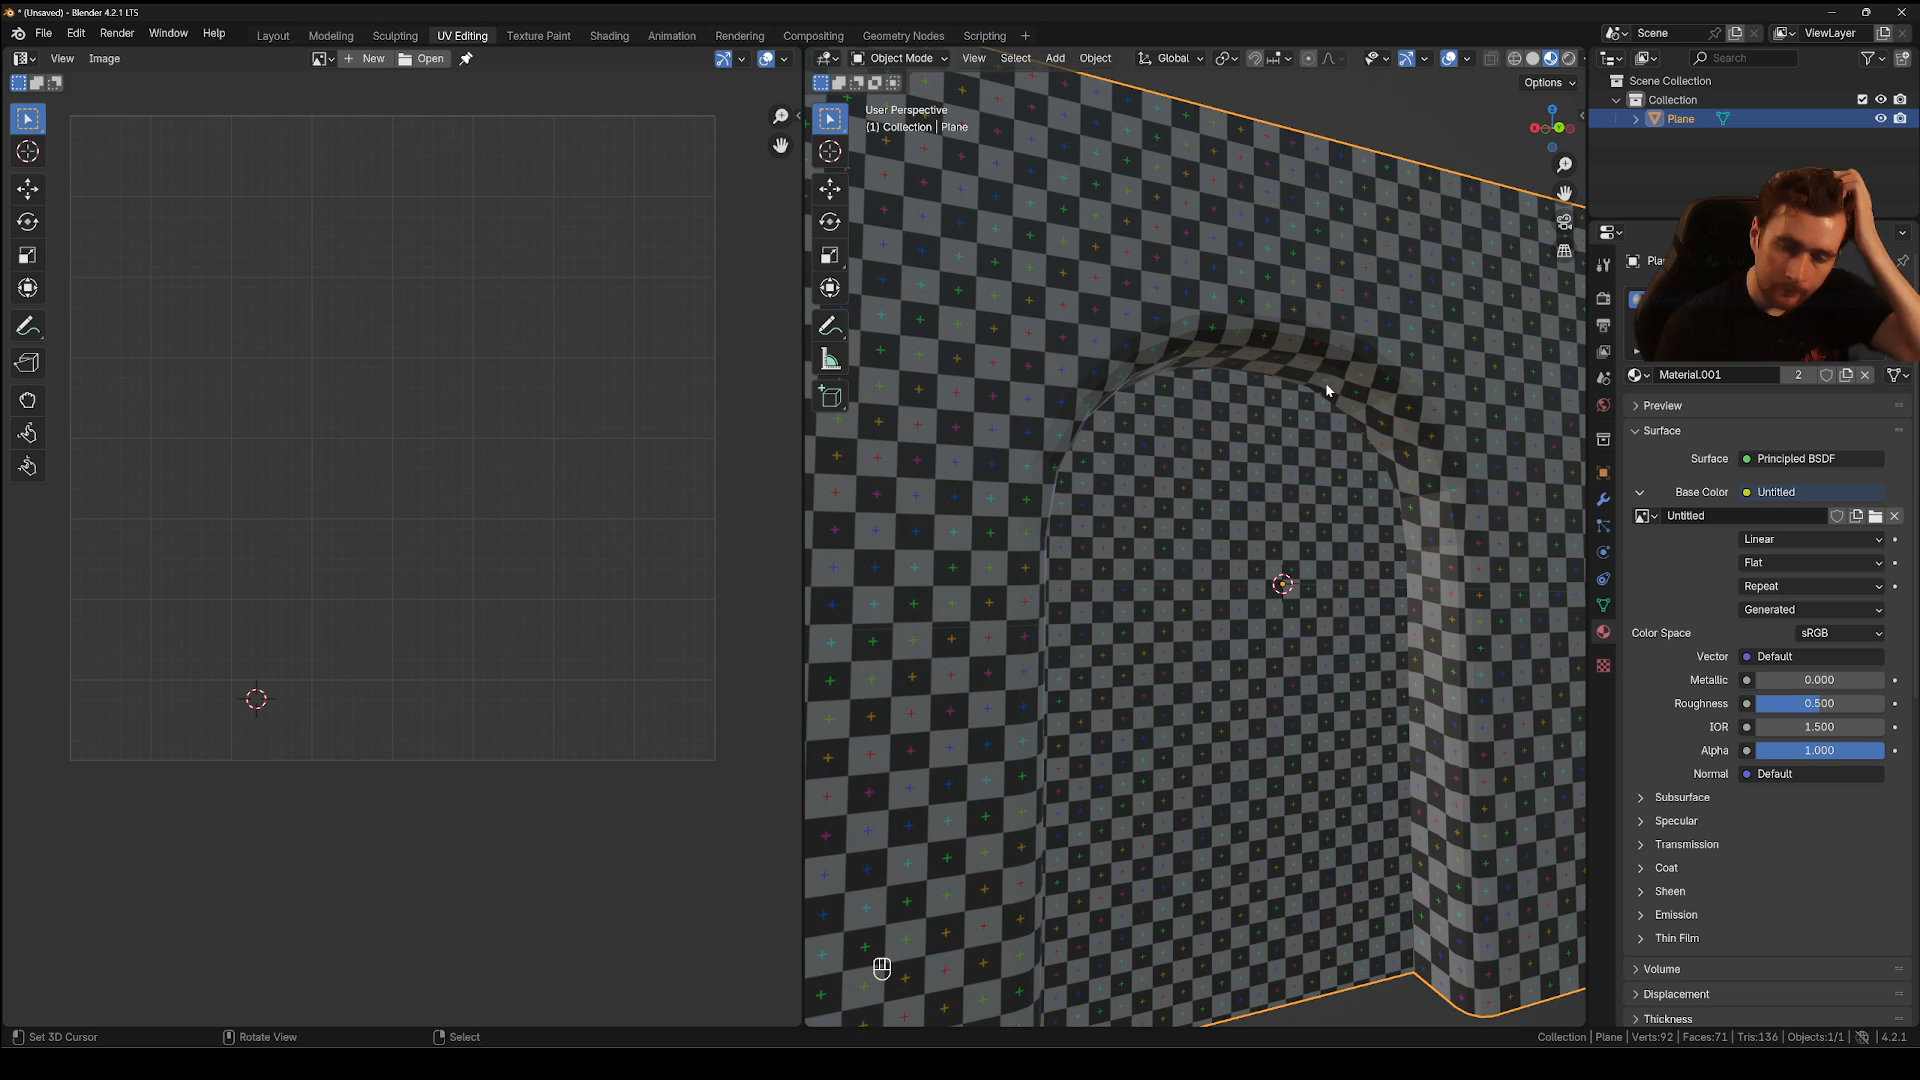 * (Unsaved) - Blender 4.2.1 LTS
File Edit Render Window Help Layout Modeling Sculpting UV Editing Texture Paint Shading Animation Rendering Compositing Geometry Nodes Scripting + Scene ViewLayer
View Image New Open Object Mode View Select Add Object Global Search
Options
Scene Collection
Collection
Plane
User Perspective
(1) Collection | Plane
Z
Pla
Material.001 2
Preview
Surface
Surface Principled BSDF
Base Color Untitled
Untitled
Linear
Flat
Repeat
Generated
Color Space sRGB
Vector Default
Metallic 0.000
Roughness 0.500
IOR 1.500
Alpha 1.000
Normal Default
Subsurface
Specular
Transmission
Coat
Sheen
Emission
Thin Film
Volume
Displacement
Thickness
Set 3D Cursor Rotate View Select Collection | Plane | Verts:92 | Faces:71 | Tris:136 | Objects:1/1 | 4.2.1